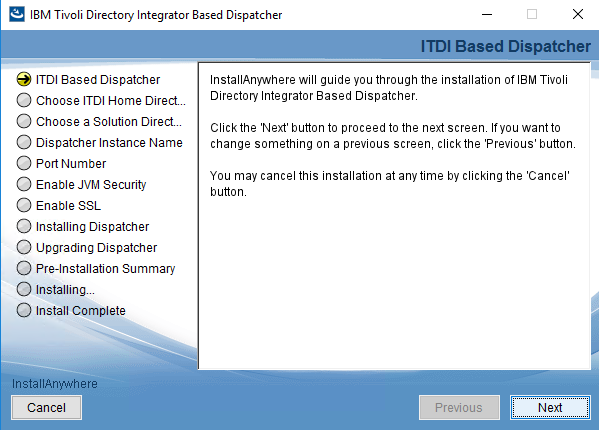 IBM Tivoli Directory Integrator Based Dispatcher
ITDI Based Dispatcher
ITDI Based Dispatcher
Choose ITDI Home Direct...
Choose a Solution Direct...
Dispatcher Instance Name
Port Number
Enable JVM Security
Enable SSL
Installing Dispatcher
Upgrading Dispatcher
Pre-Installation Summary
Installing...
Install Complete
InstallAnywhere will guide you through the installation of IBM Tivoli
Directory Integrator Based Dispatcher.
Click the 'Next' button to proceed to the next screen. If you want to
change something on a previous screen, click the 'Previous' button.
You may cancel this installation at any time by clicking the 'Cancel'
button.
InstallAnywhere
Cancel
Previous
Next